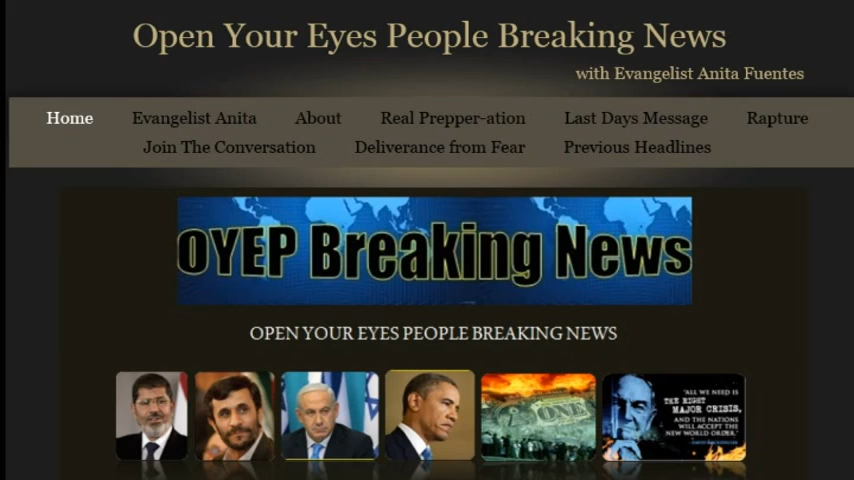 Open Your Eyes People Breaking News
with Evangelist Anita Fuentes
Home Evangelist Anita About Real Prepper-ation Last Days Message Rapture
Join The Conversation Deliverance from Fear Previous Headlines
OYEP Breaking News
OPEN YOUR EYES PEOPLE BREAKING NEWS
ONE
"ALL WE NEED IS
THE RIGHT
MAJOR CRISIS,
AND THE NATIONS
WILL ACCEPT THE
NEW WORLD ORDER."